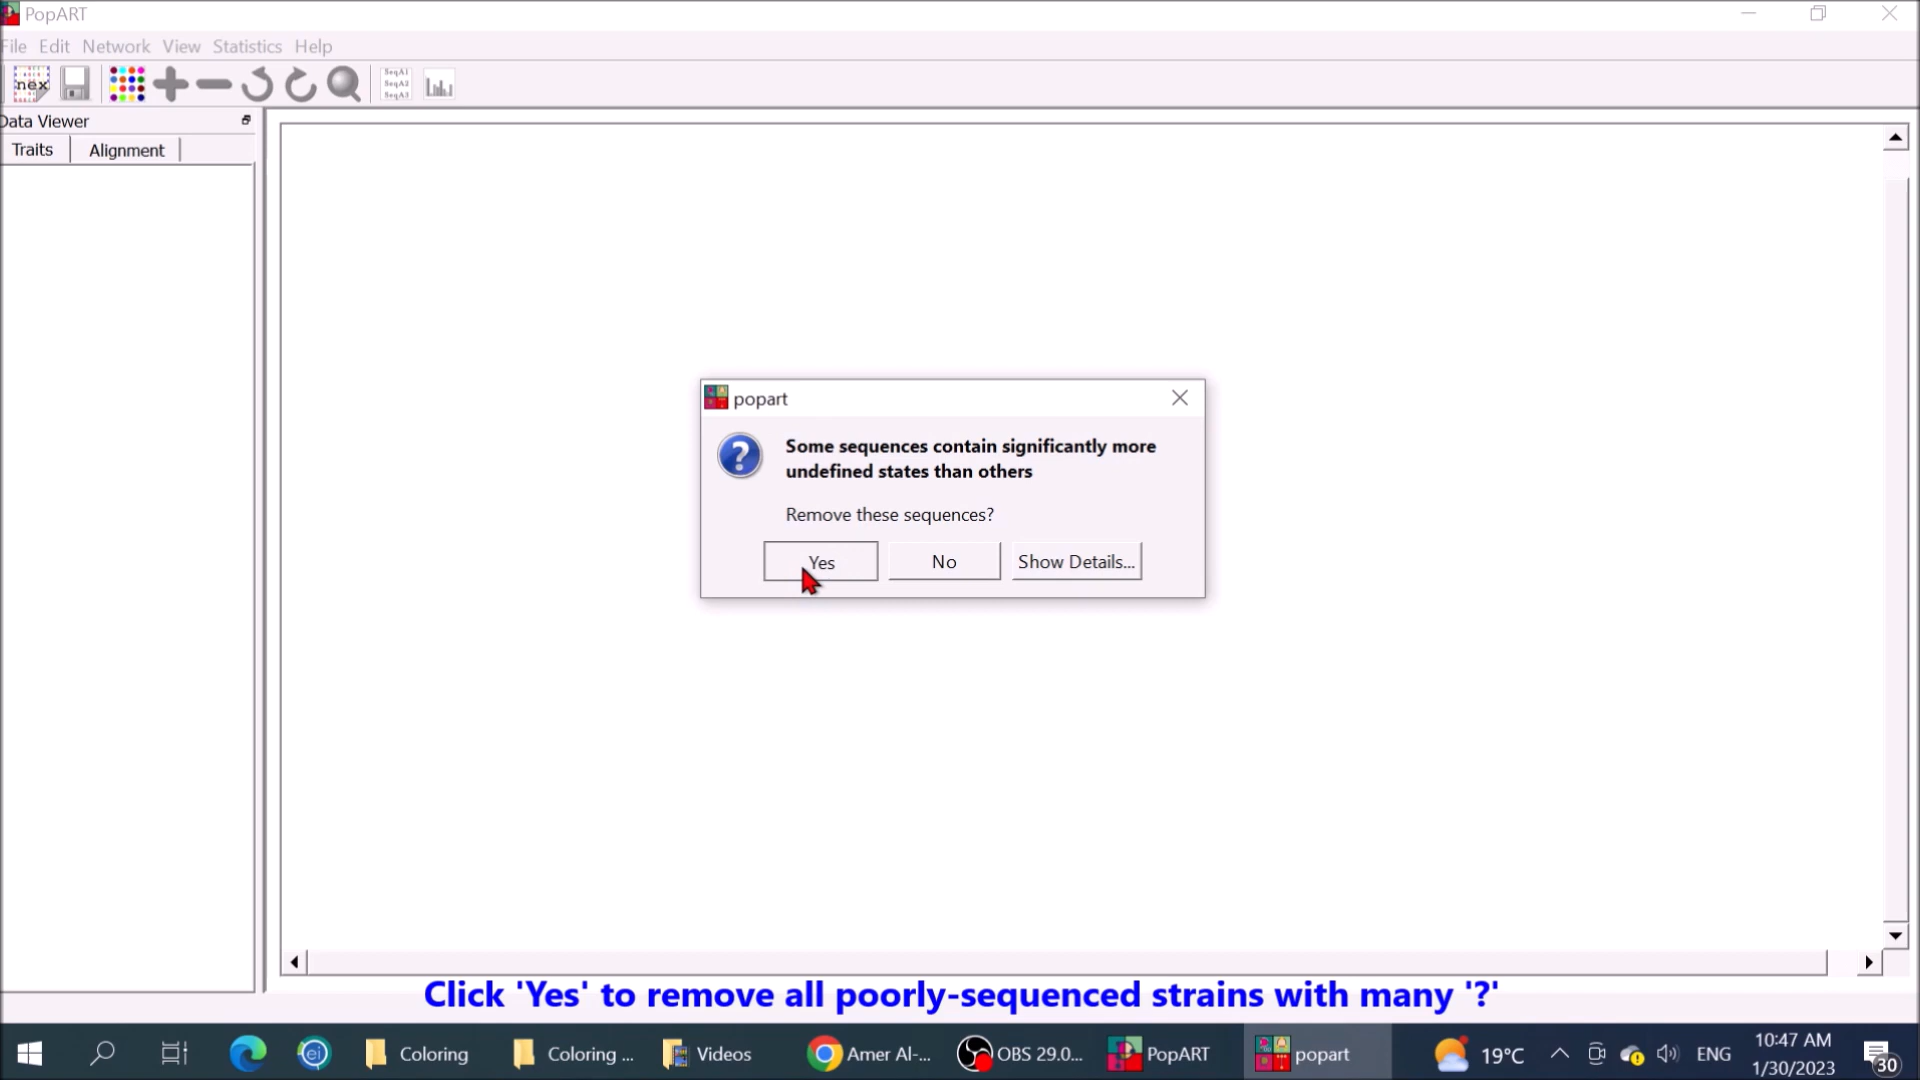 PopART
File Edit Network View Statistics Help
nex
SeqA1
SeqA2
SeqA3
Data Viewer
Traits
Alignment
popart
Some sequences contain significantly more
undefined states than others
Remove these sequences?
Yes
No
Show Details...
Click 'Yes' to remove all poorly-sequenced strains with many '?'
Coloring
Coloring ...
Videos
Amer Al-...
OBS 29.0...
PopART
popart
19°C
ENG
10:47 AM
1/30/2023
30